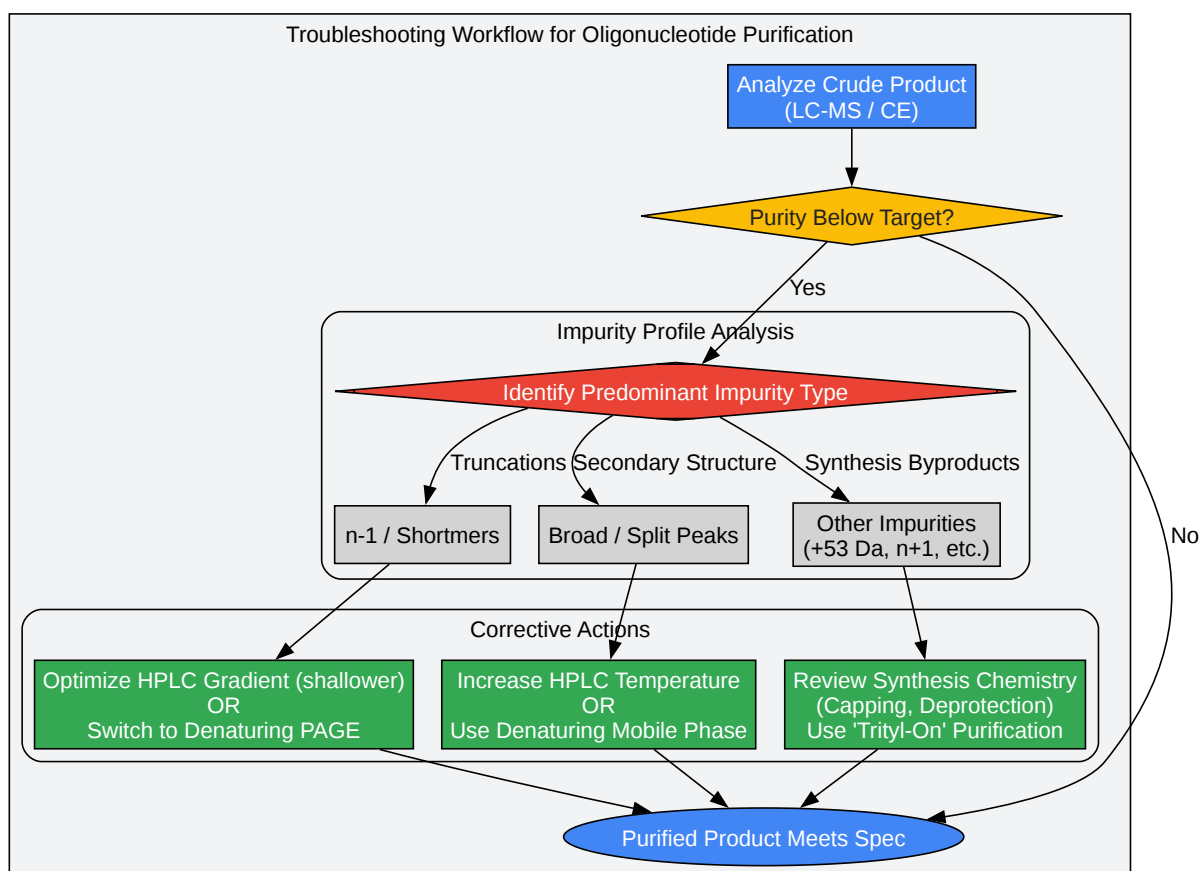 Troubleshooting Workflow for Oligonucleotide Purification
Analyze Crude Product
(LC-MS / CE)
Purity Below Target?
Yes
No
Impurity Profile Analysis
Identify Predominant Impurity Type
Truncations
Secondary Structure
Synthesis Byproducts
n-1 / Shortmers
Broad / Split Peaks
Other Impurities
(+53 Da, n+1, etc.)
Corrective Actions
Optimize HPLC Gradient (shallower)
OR
Switch to Denaturing PAGE
Increase HPLC Temperature
OR
Use Denaturing Mobile Phase
Review Synthesis Chemistry
(Capping, Deprotection)
Use 'Trityl-On' Purification
Purified Product Meets Spec